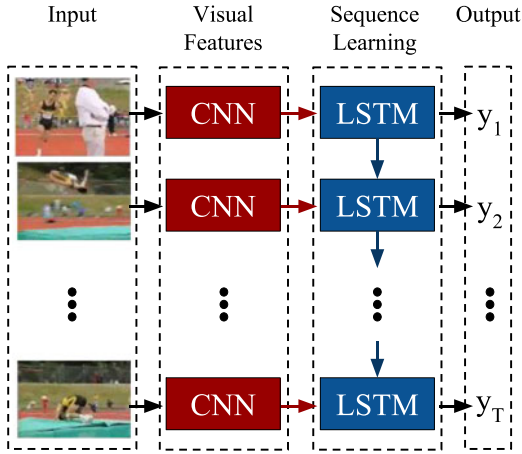 Input
Visual
Features
Sequence
Learning
Output
CNN
LSTM
y1
CNN
LSTM
y2
CNN
LSTM
yT